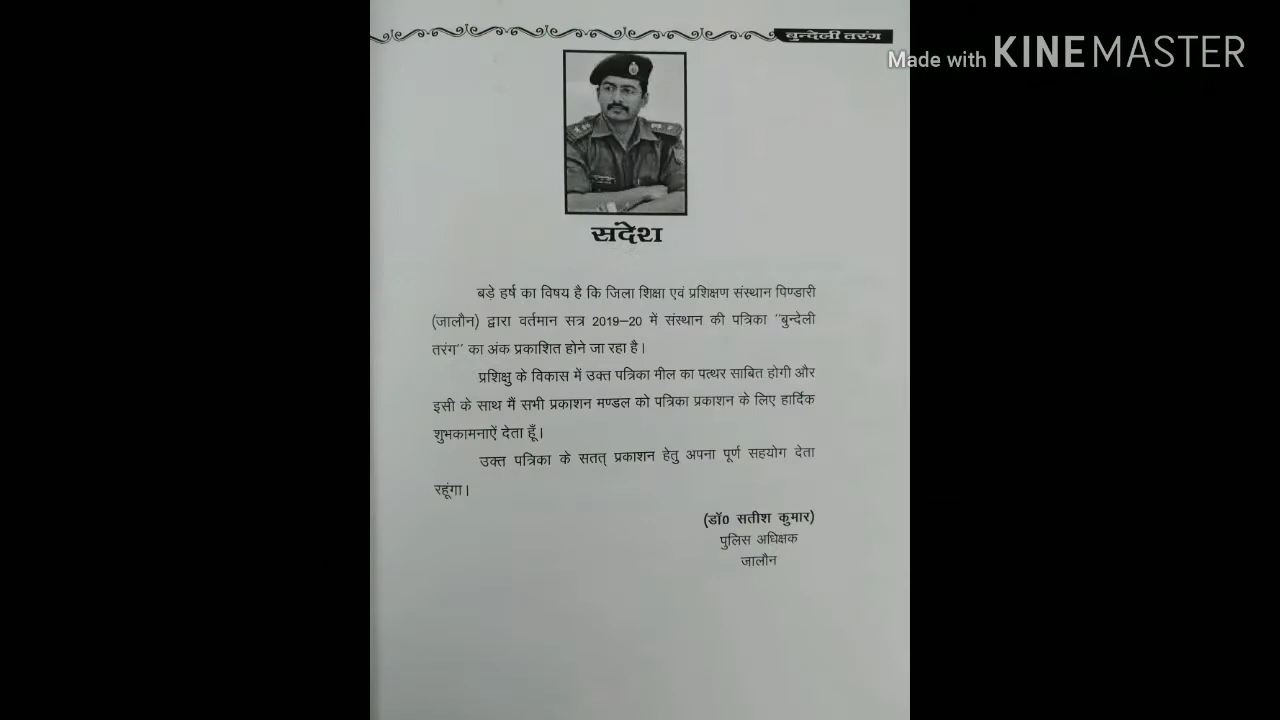 बुन्देली तरंग
Made with KINEMASTER
संदेश
बड़े हर्ष का विषय है कि जिला शिक्षा एवं प्रशिक्षण संस्थान पिण्डारी
(जालौन) द्वारा वर्तमान सत्र 2019–20 में संस्थान की पत्रिका "बुन्देली
तरंग" का अंक प्रकाशित होने जा रहा है।
प्रशिक्षु के विकास में उक्त पत्रिका मील का पत्थर साबित होगी और
इसी के साथ मैं सभी प्रकाशन मण्डल को पत्रिका प्रकाशन के लिए हार्दिक
शुभकामनाऐं देता हूँ।
उक्त पत्रिका के सतत् प्रकाशन हेतु अपना पूर्ण सहयोग देता
रहूंगा।
(डॉ0 सतीश कुमार)
पुलिस अधिक्षक
जालौन